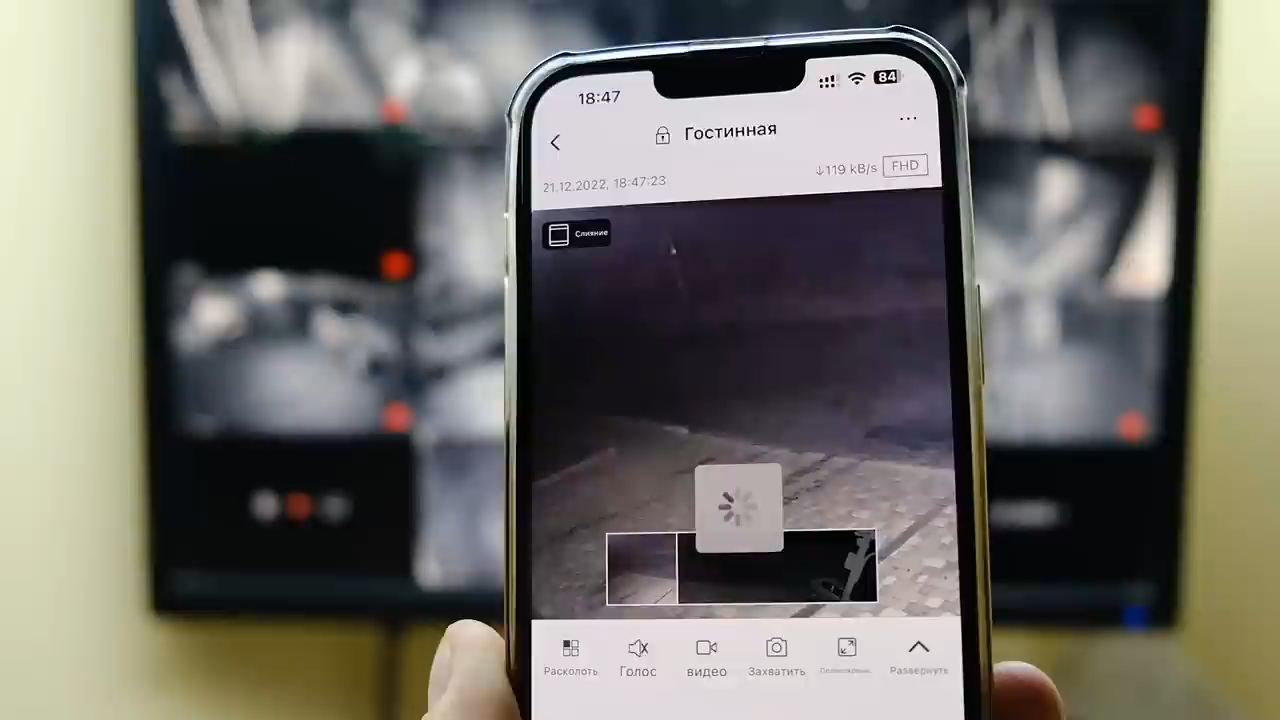 18:47
84
Гостинная
21.12.2022, 18:47:23
↓119 kB/s
FHD
Слияние
Расколоть
Голос
видео
Захватить
Развернуть